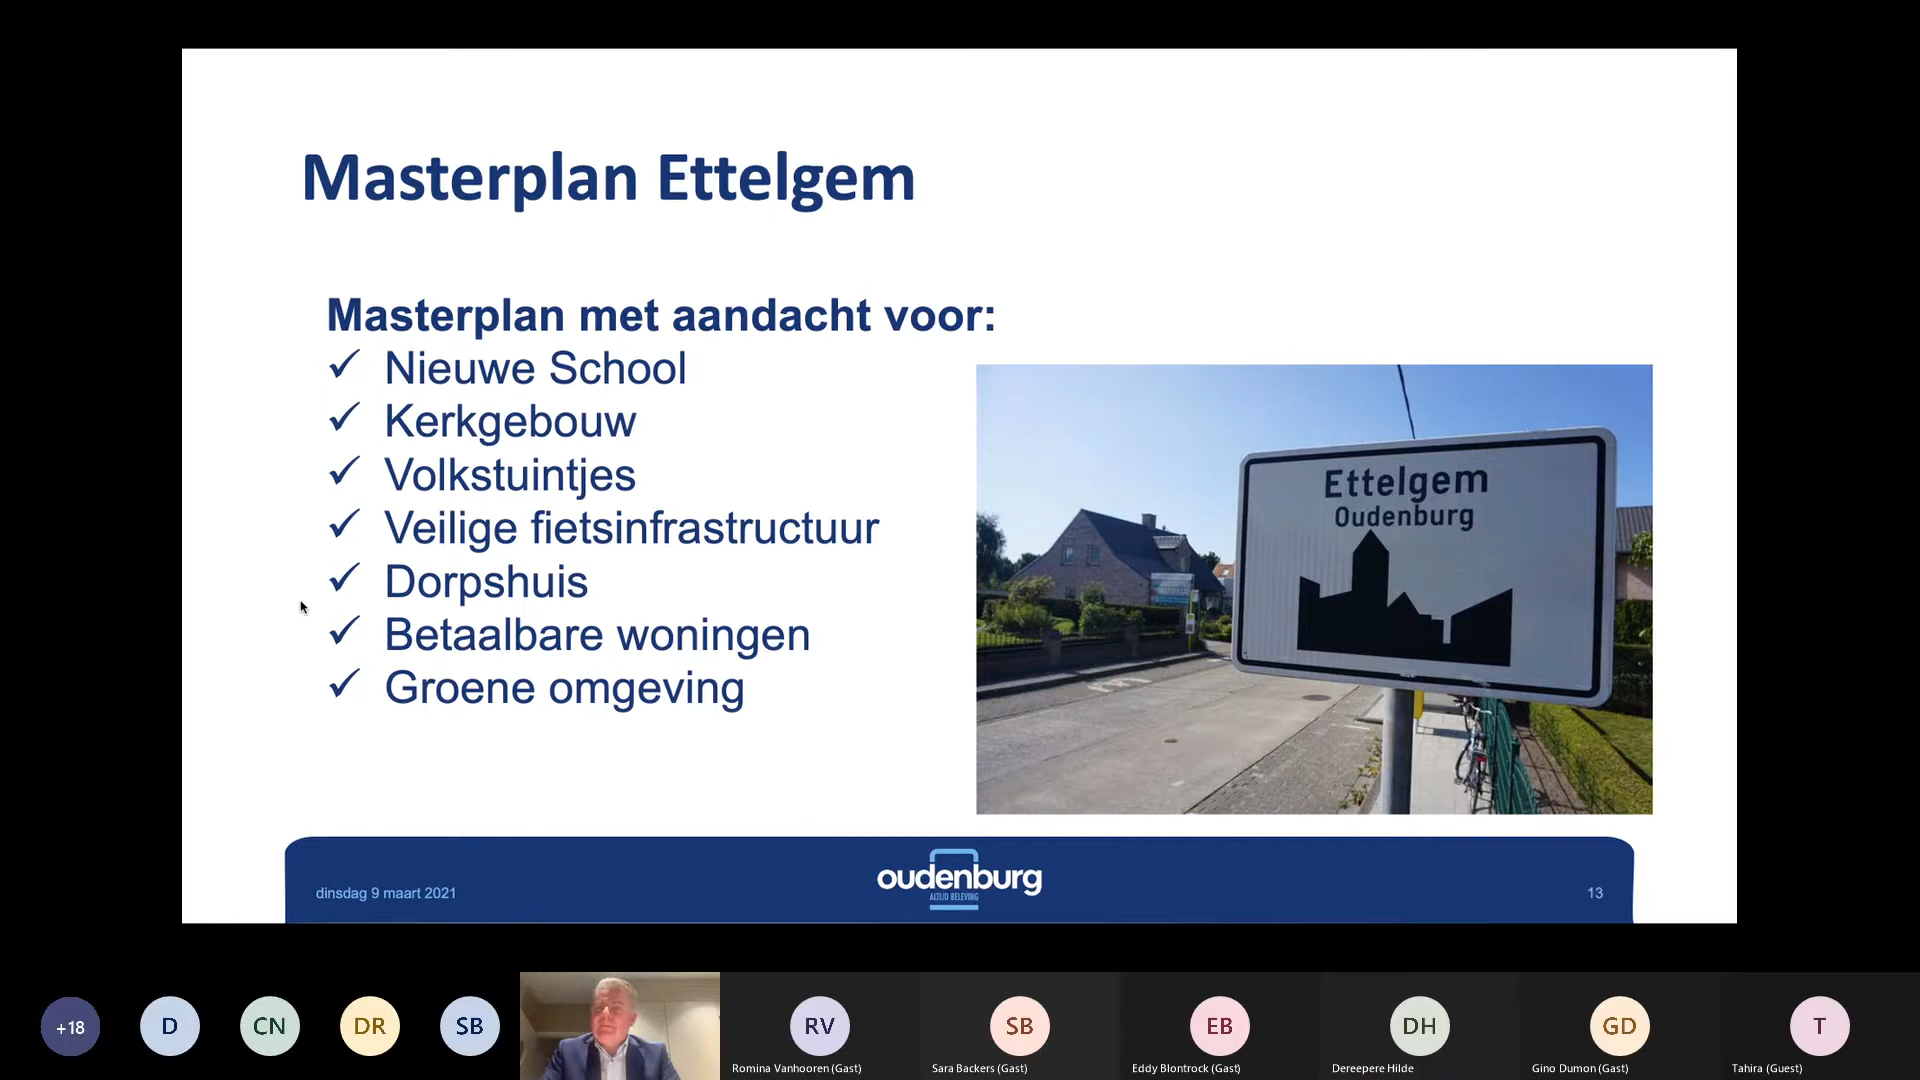 Masterplan Ettelgem
Masterplan met aandacht voor:
✓ Nieuwe School
✓ Kerkgebouw
✓ Volkstuintjes
✓ Veilige fietsinfrastructuur
✓ Dorpshuis
✓ Betaalbare woningen
✓ Groene omgeving
Ettelgem
Oudenburg
dinsdag 9 maart 2021
oudenburg
ALTIJD BELEVING
13
+18
D
CN
DR
SB
RV
SB
EB
DH
GD
T
Romina Vanhooren (Gast)
Sara Backers (Gast)
Eddy Blontrock (Gast)
Dereepere Hilde
Gino Dumon (Gast)
Tahira (Guest)